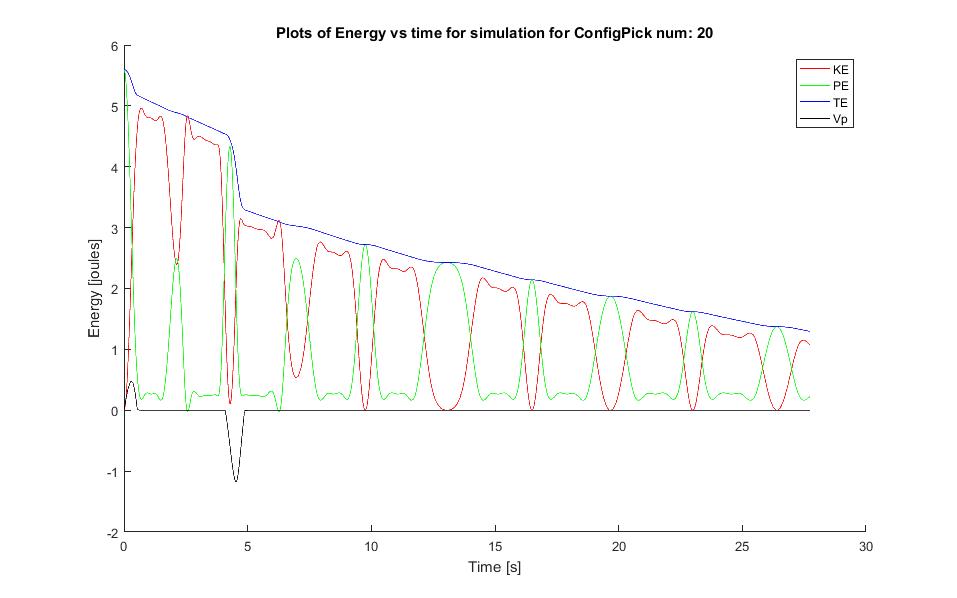 Plots of Energy vs time for simulation for ConfigPick num: 20
KE
PE
TE
Vp
Energy [joules]
6
5
4
3
2
1
0
-1
-2
0 5 10 15 20 25 30
Time [s]